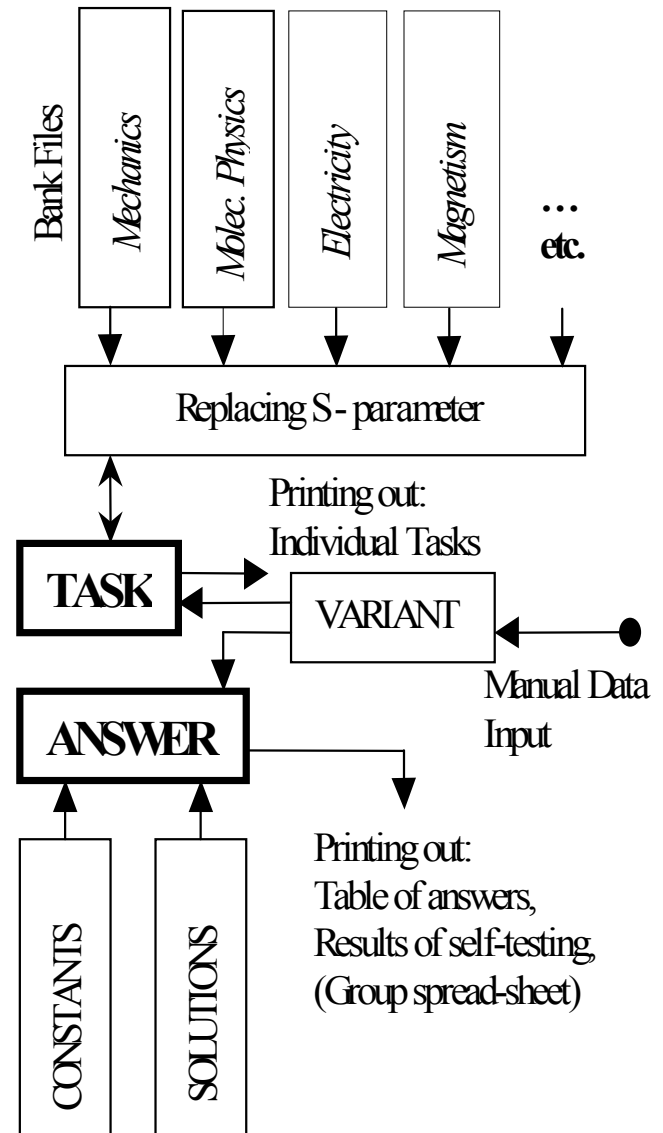 Bank Files
Mechanics
Molec. Physics
Electricity
Magnetism
...
etc.
Replacing S - parameter
Printing out:
Individual Tasks
TASK
VARIANT
Manual Data
Input
ANSWER
Printing out:
Table of answers,
Results of self-testing,
(Group spread-sheet)
CONSTANTS
SOLUTIONS